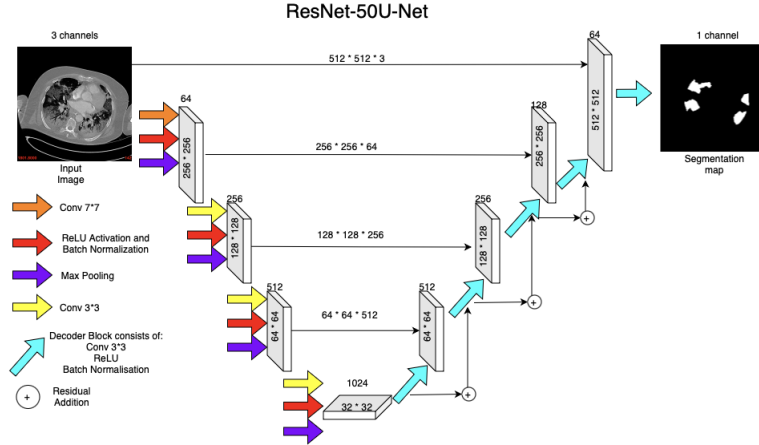 ResNet-50U-Net
3 channels
64
1 channel
512 * 512 * 3
512 * 512
64
128
256 * 256
256 * 256 * 64
256 * 256
Input
Image
Segmentation
map
Conv 7*7
256
256
128 * 128
128 * 128 * 256
128 * 128
ReLU Activation and
Batch Normalization
Max Pooling
512
512
Conv 3*3
64 * 64
64 * 64 * 512
64 * 64
Decoder Block consists of:
Conv 3*3
ReLU
Batch Normalisation
1024
32 * 32
+
+
+
+
Residual
Addition